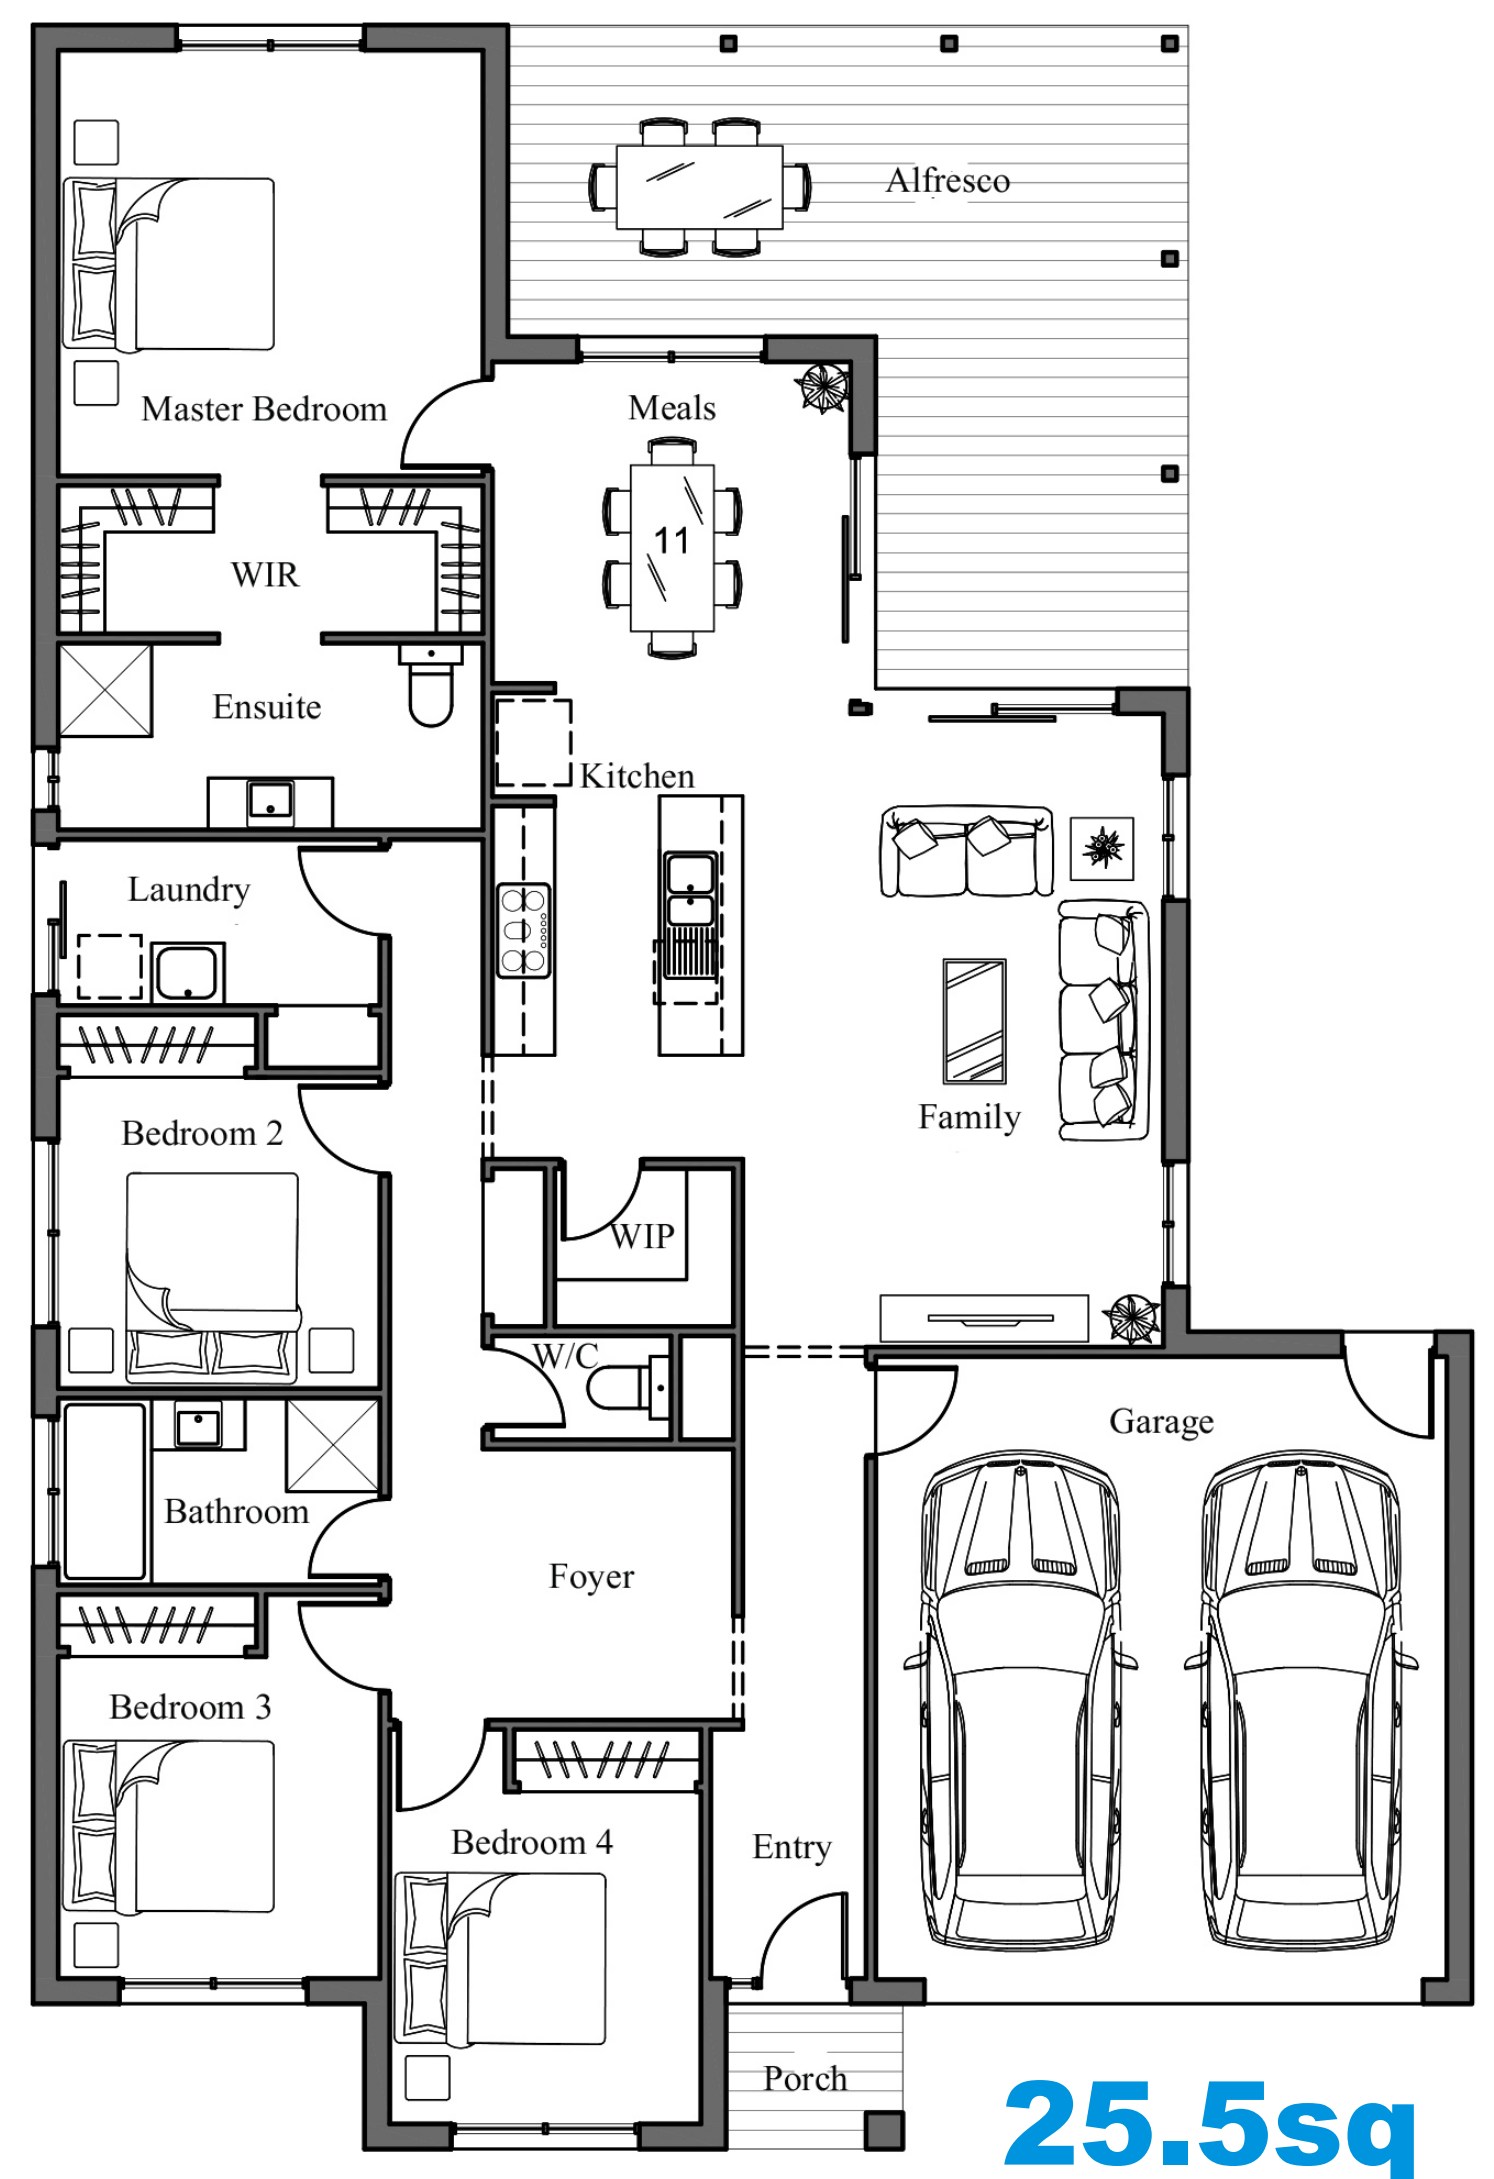 Alfresco
Master Bedroom
Meals
11
WIR
Ensuite
Kitchen
Laundry
Family
Bedroom 2
WIP
W/C
Garage
Bathroom
Foyer
Bedroom 3
Bedroom 4
Entry
Porch
25.5sq